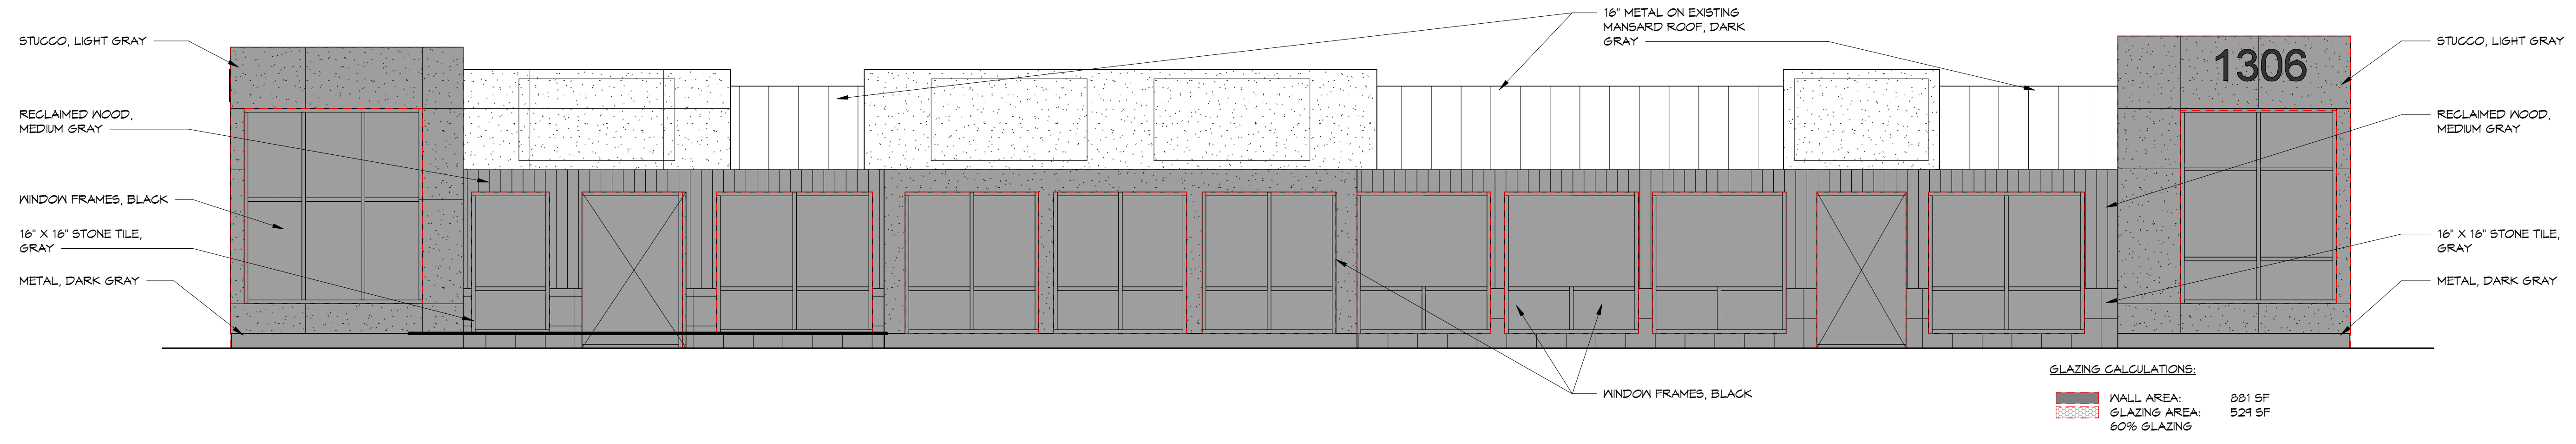 STUCCO, LIGHT GRAY
RECLAIMED WOOD,
MEDIUM GRAY
WINDOW FRAMES, BLACK
16" X 16" STONE TILE,
GRAY
METAL, DARK GRAY
16" METAL ON EXISTING
MANSARD ROOF, DARK
GRAY
1306
STUCCO, LIGHT GRAY
RECLAIMED WOOD,
MEDIUM GRAY
16" X 16" STONE TILE,
GRAY
METAL, DARK GRAY
WINDOW FRAMES, BLACK
GLAZING CALCULATIONS:
WALL AREA: 881 SF
GLAZING AREA: 529 SF
60% GLAZING